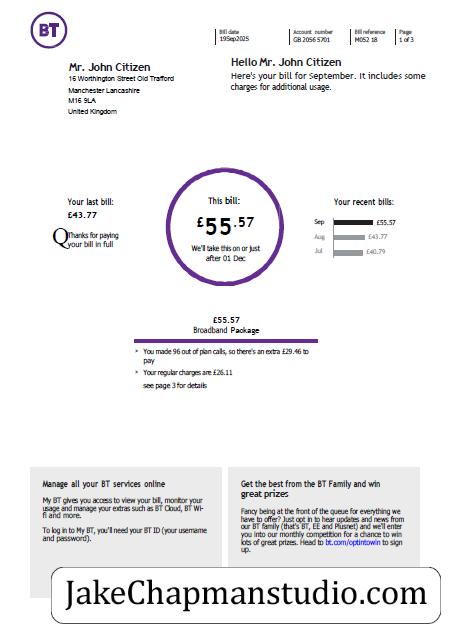 BT
Bill date
19Sep2025
Account number
GB 2056 5701
Bill reference
M052 18
Page
1 of 3
Mr. John Citizen
16 Worthington Street Old Trafford
Manchester Lancashire
M16 9LA
United Kingdom
Hello Mr. John Citizen
Here's your bill for September. It includes some
charges for additional usage.
Your last bill:
£43.77
Q Thanks for paying
your bill in full
This bill:
£55.57
We'll take this on or just
after 01 Dec
Your recent bills:
Sep £55.57
Aug £43.77
Jul £40.79
£55.57
Broadband Package
> You made 96 out of plan calls, so there's an extra £29.46 to
pay
> Your regular charges are £26.11
see page 3 for details
Manage all your BT services online
My BT gives you access to view your bill, monitor your
usage and manage your extras such as BT Cloud, BT Wi-
fi and more.
To log in to My BT, you'll need your BT ID (your username
and password).
Get the best from the BT Family and win
great prizes
Fancy being at the front of the queue for everything we
have to offer? Just opt in to hear updates and news from
our BT family (that's BT, EE and Plusnet) and we'll enter
you into our monthly competition for a chance to win
lots of great prizes. Head to bt.com/optintowin to sign
up.
JakeChapmanstudio.com